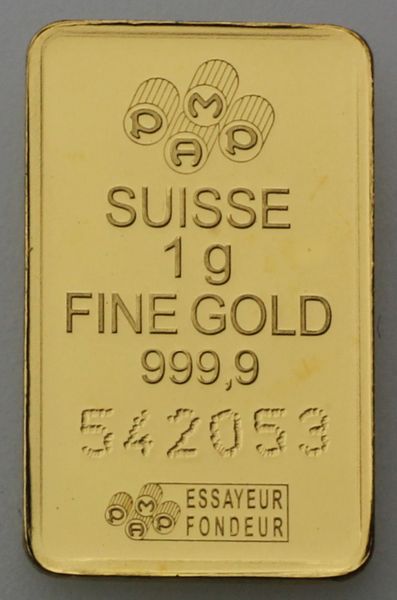 PAMP
SUISSE
1 g
FINE GOLD
999,9
542053
PAMP ESSAYEUR
FONDEUR